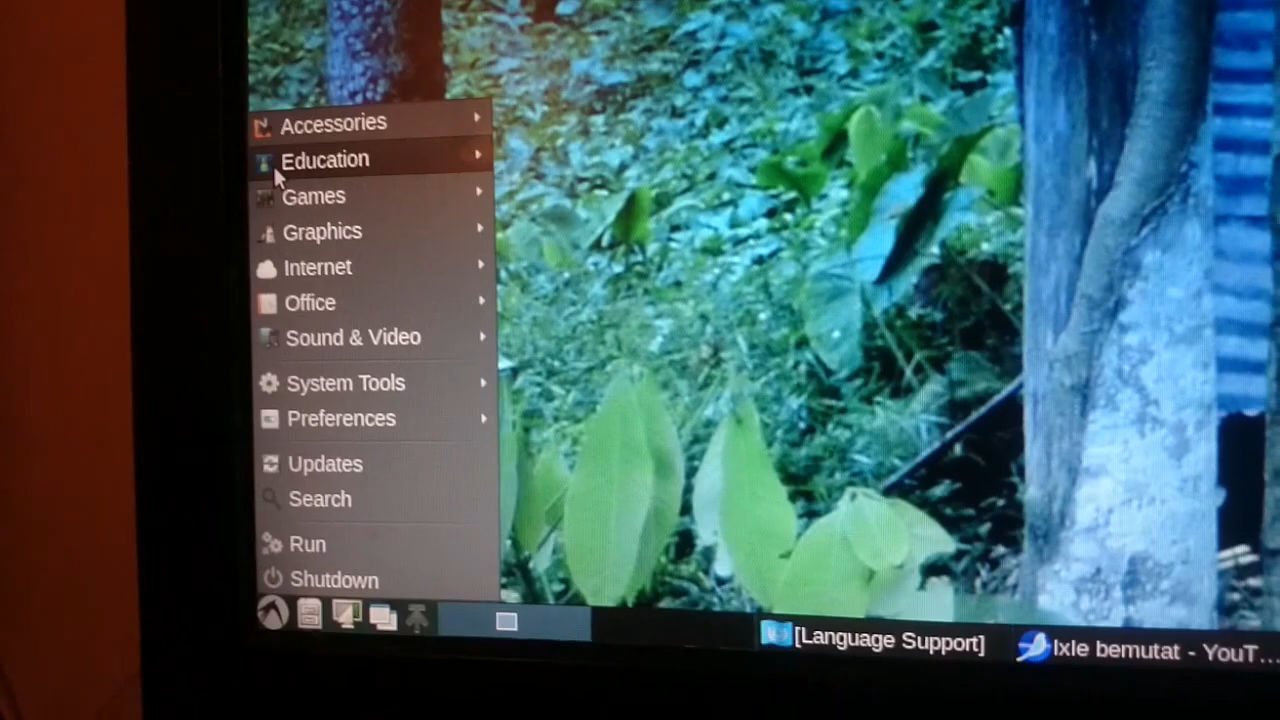 Accessories
Education
Games
Graphics
Internet
Office
Sound & Video
System Tools
Preferences
Updates
Search
Run
Shutdown
[Language Support]
Ixle bemutat - YouT...